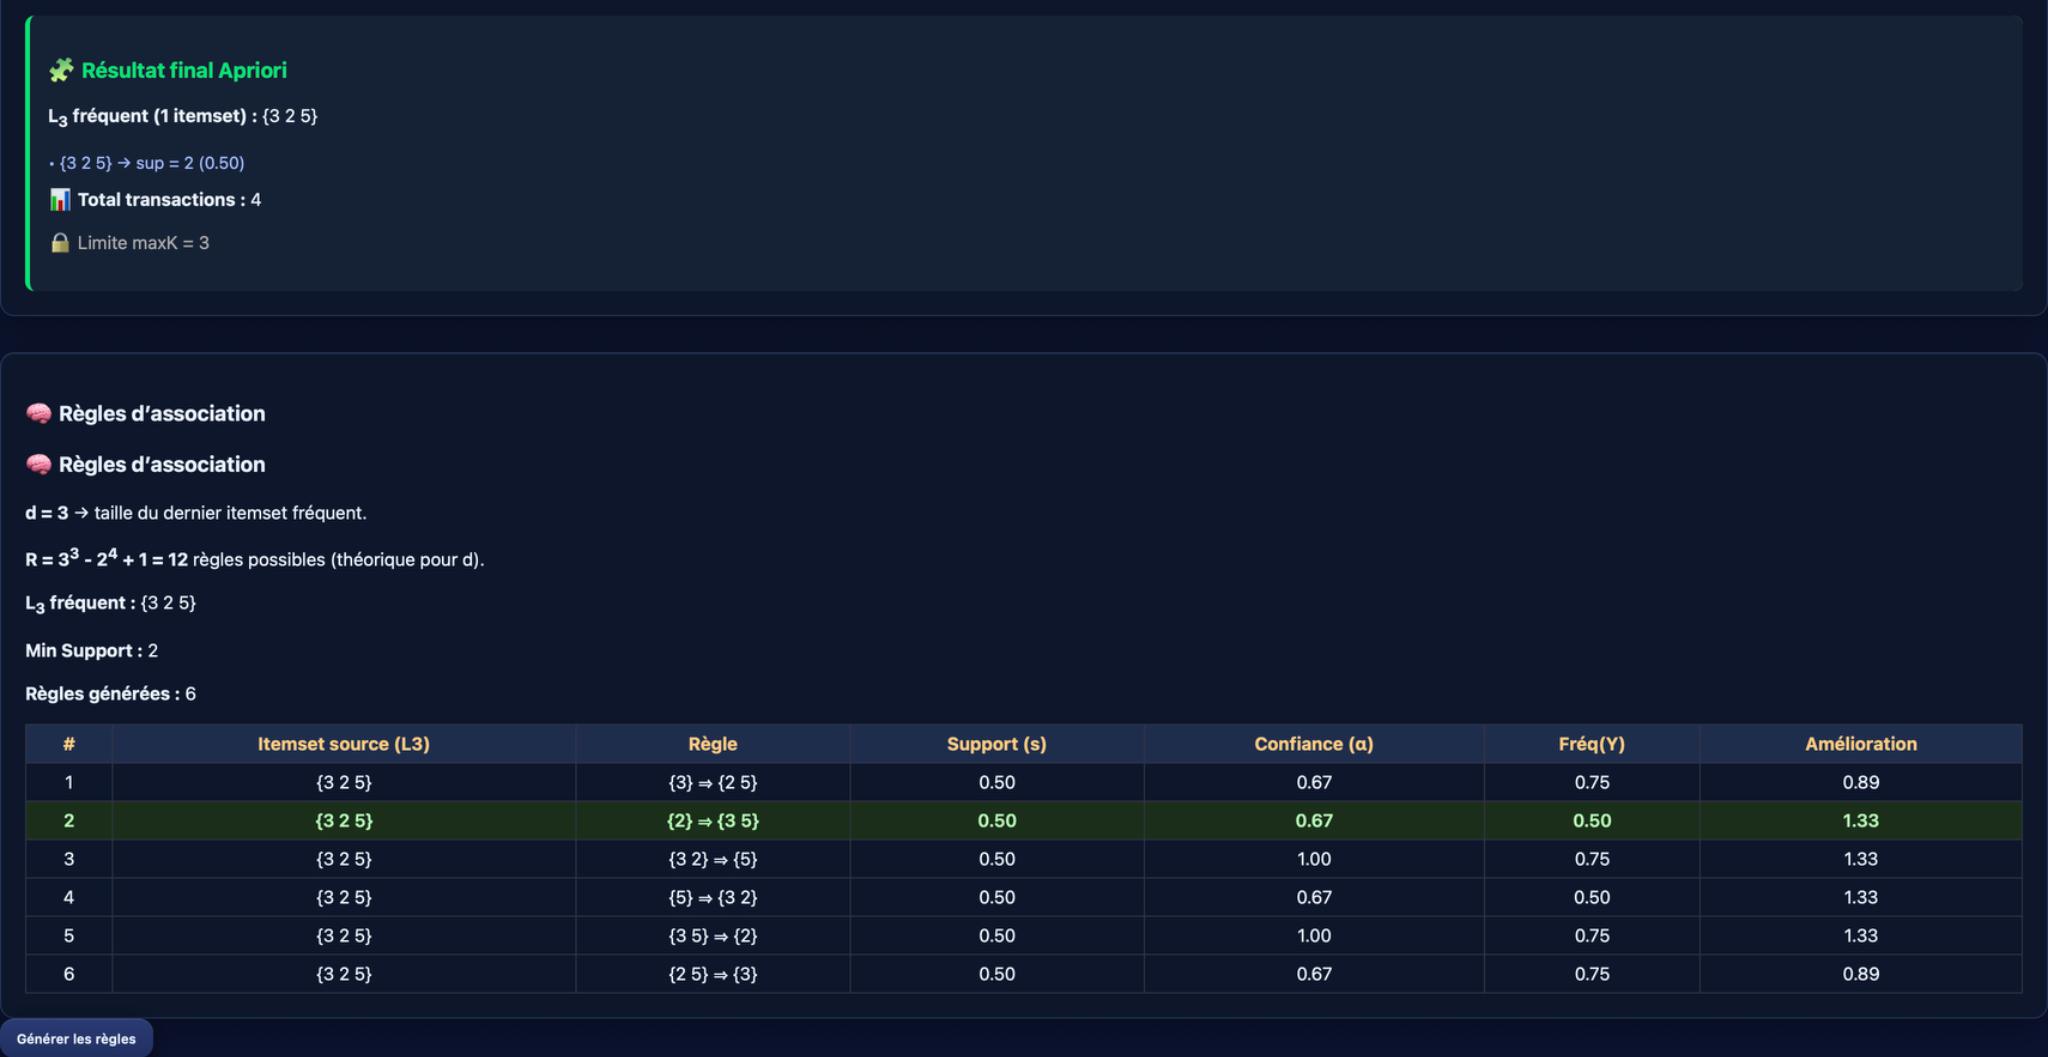 🧩 Résultat final Apriori
L₃ fréquent (1 itemset) : {3 2 5}
• {3 2 5} → sup = 2 (0.50)
📊 Total transactions : 4
🔒 Limite maxK = 3
🧠 Règles d’association
🧠 Règles d’association
d = 3 → taille du dernier itemset fréquent.
R = 3³ - 2⁴ + 1 = 12 règles possibles (théorique pour d).
L₃ fréquent : {3 2 5}
Min Support : 2
Règles générées : 6
# Itemset source (L3) Règle Support (s) Confiance (α) Fréq(Y) Amélioration
1 {3 2 5} {3} ⇒ {2 5} 0.50 0.67 0.75 0.89
2 {3 2 5} {2} ⇒ {3 5} 0.50 0.67 0.50 1.33
3 {3 2 5} {3 2} ⇒ {5} 0.50 1.00 0.75 1.33
4 {3 2 5} {5} ⇒ {3 2} 0.50 0.67 0.50 1.33
5 {3 2 5} {3 5} ⇒ {2} 0.50 1.00 0.75 1.33
6 {3 2 5} {2 5} ⇒ {3} 0.50 0.67 0.75 0.89
Générer les règles